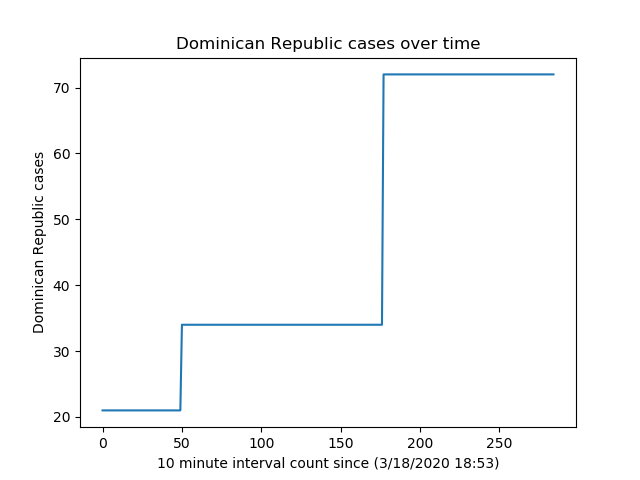 Dominican Republic cases over time
70
60
50
40
30
20
Dominican Republic cases
0 50 100 150 200 250
10 minute interval count since (3/18/2020 18:53)